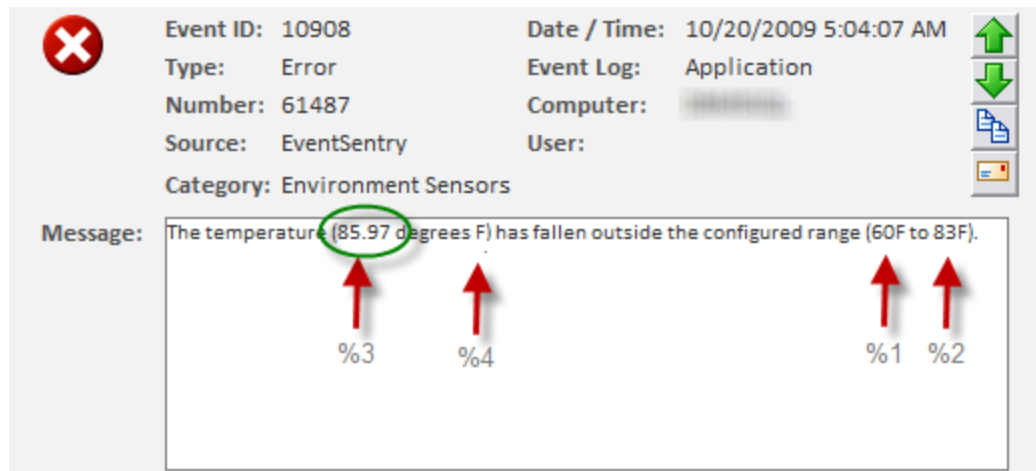 Event ID: 10908 Date / Time: 10/20/2009 5:04:07 AM
Type: Error Event Log: Application
Number: 61487 Computer:
Source: EventSentry User:
Category: Environment Sensors
Message: The temperature (85.97 degrees F) has fallen outside the configured range (60F to 83F).
%3 %4 %1 %2